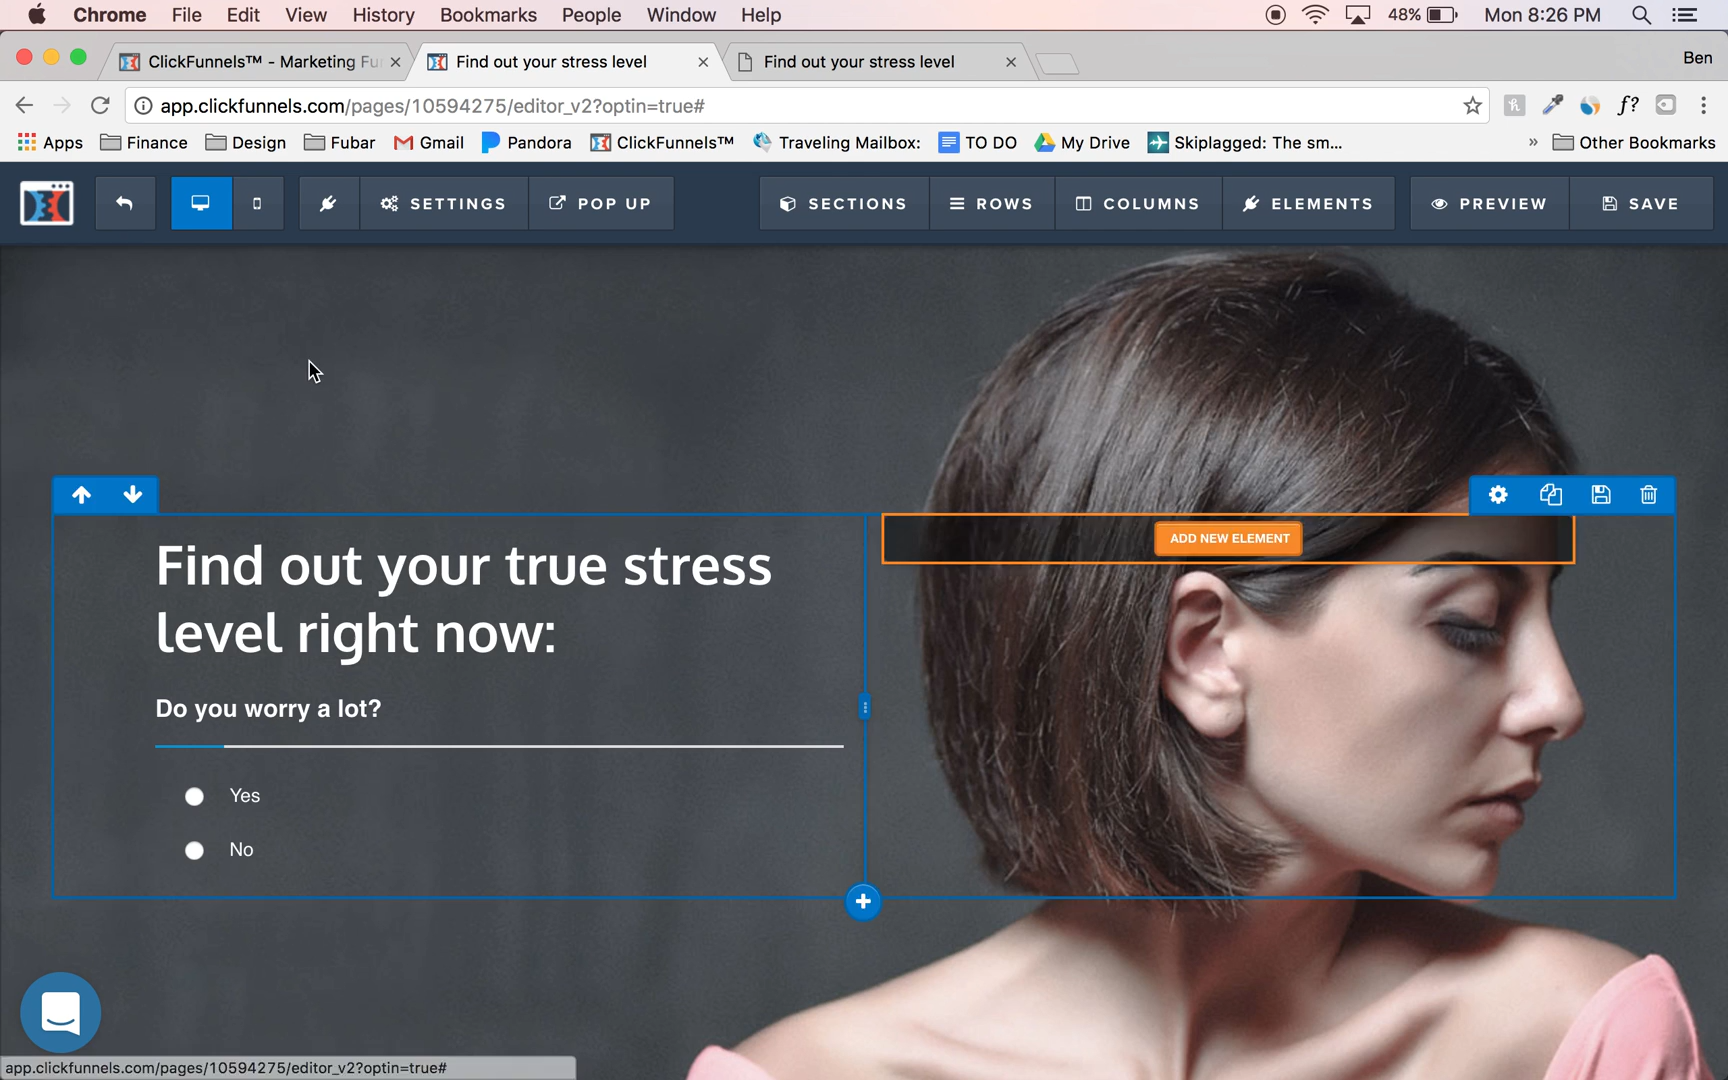 Chrome File Edit View History Bookmarks People Window Help 48% Mon 8:26 PM
ClickFunnels™ - Marketing Fu Find out your stress level Find out your stress level Ben
app.clickfunnels.com/pages/10594275/editor_v2?optin=true# f?
Apps Finance Design Fubar Gmail Pandora ClickFunnels™ Traveling Mailbox: TO DO My Drive Skiplagged: The sm... » Other Bookmarks
SETTINGS POP UP SECTIONS ROWS COLUMNS ELEMENTS PREVIEW SAVE
ADD NEW ELEMENT
Find out your true stress
level right now:
Do you worry a lot?
Yes
No
app.clickfunnels.com/pages/10594275/editor_v2?optin=true#